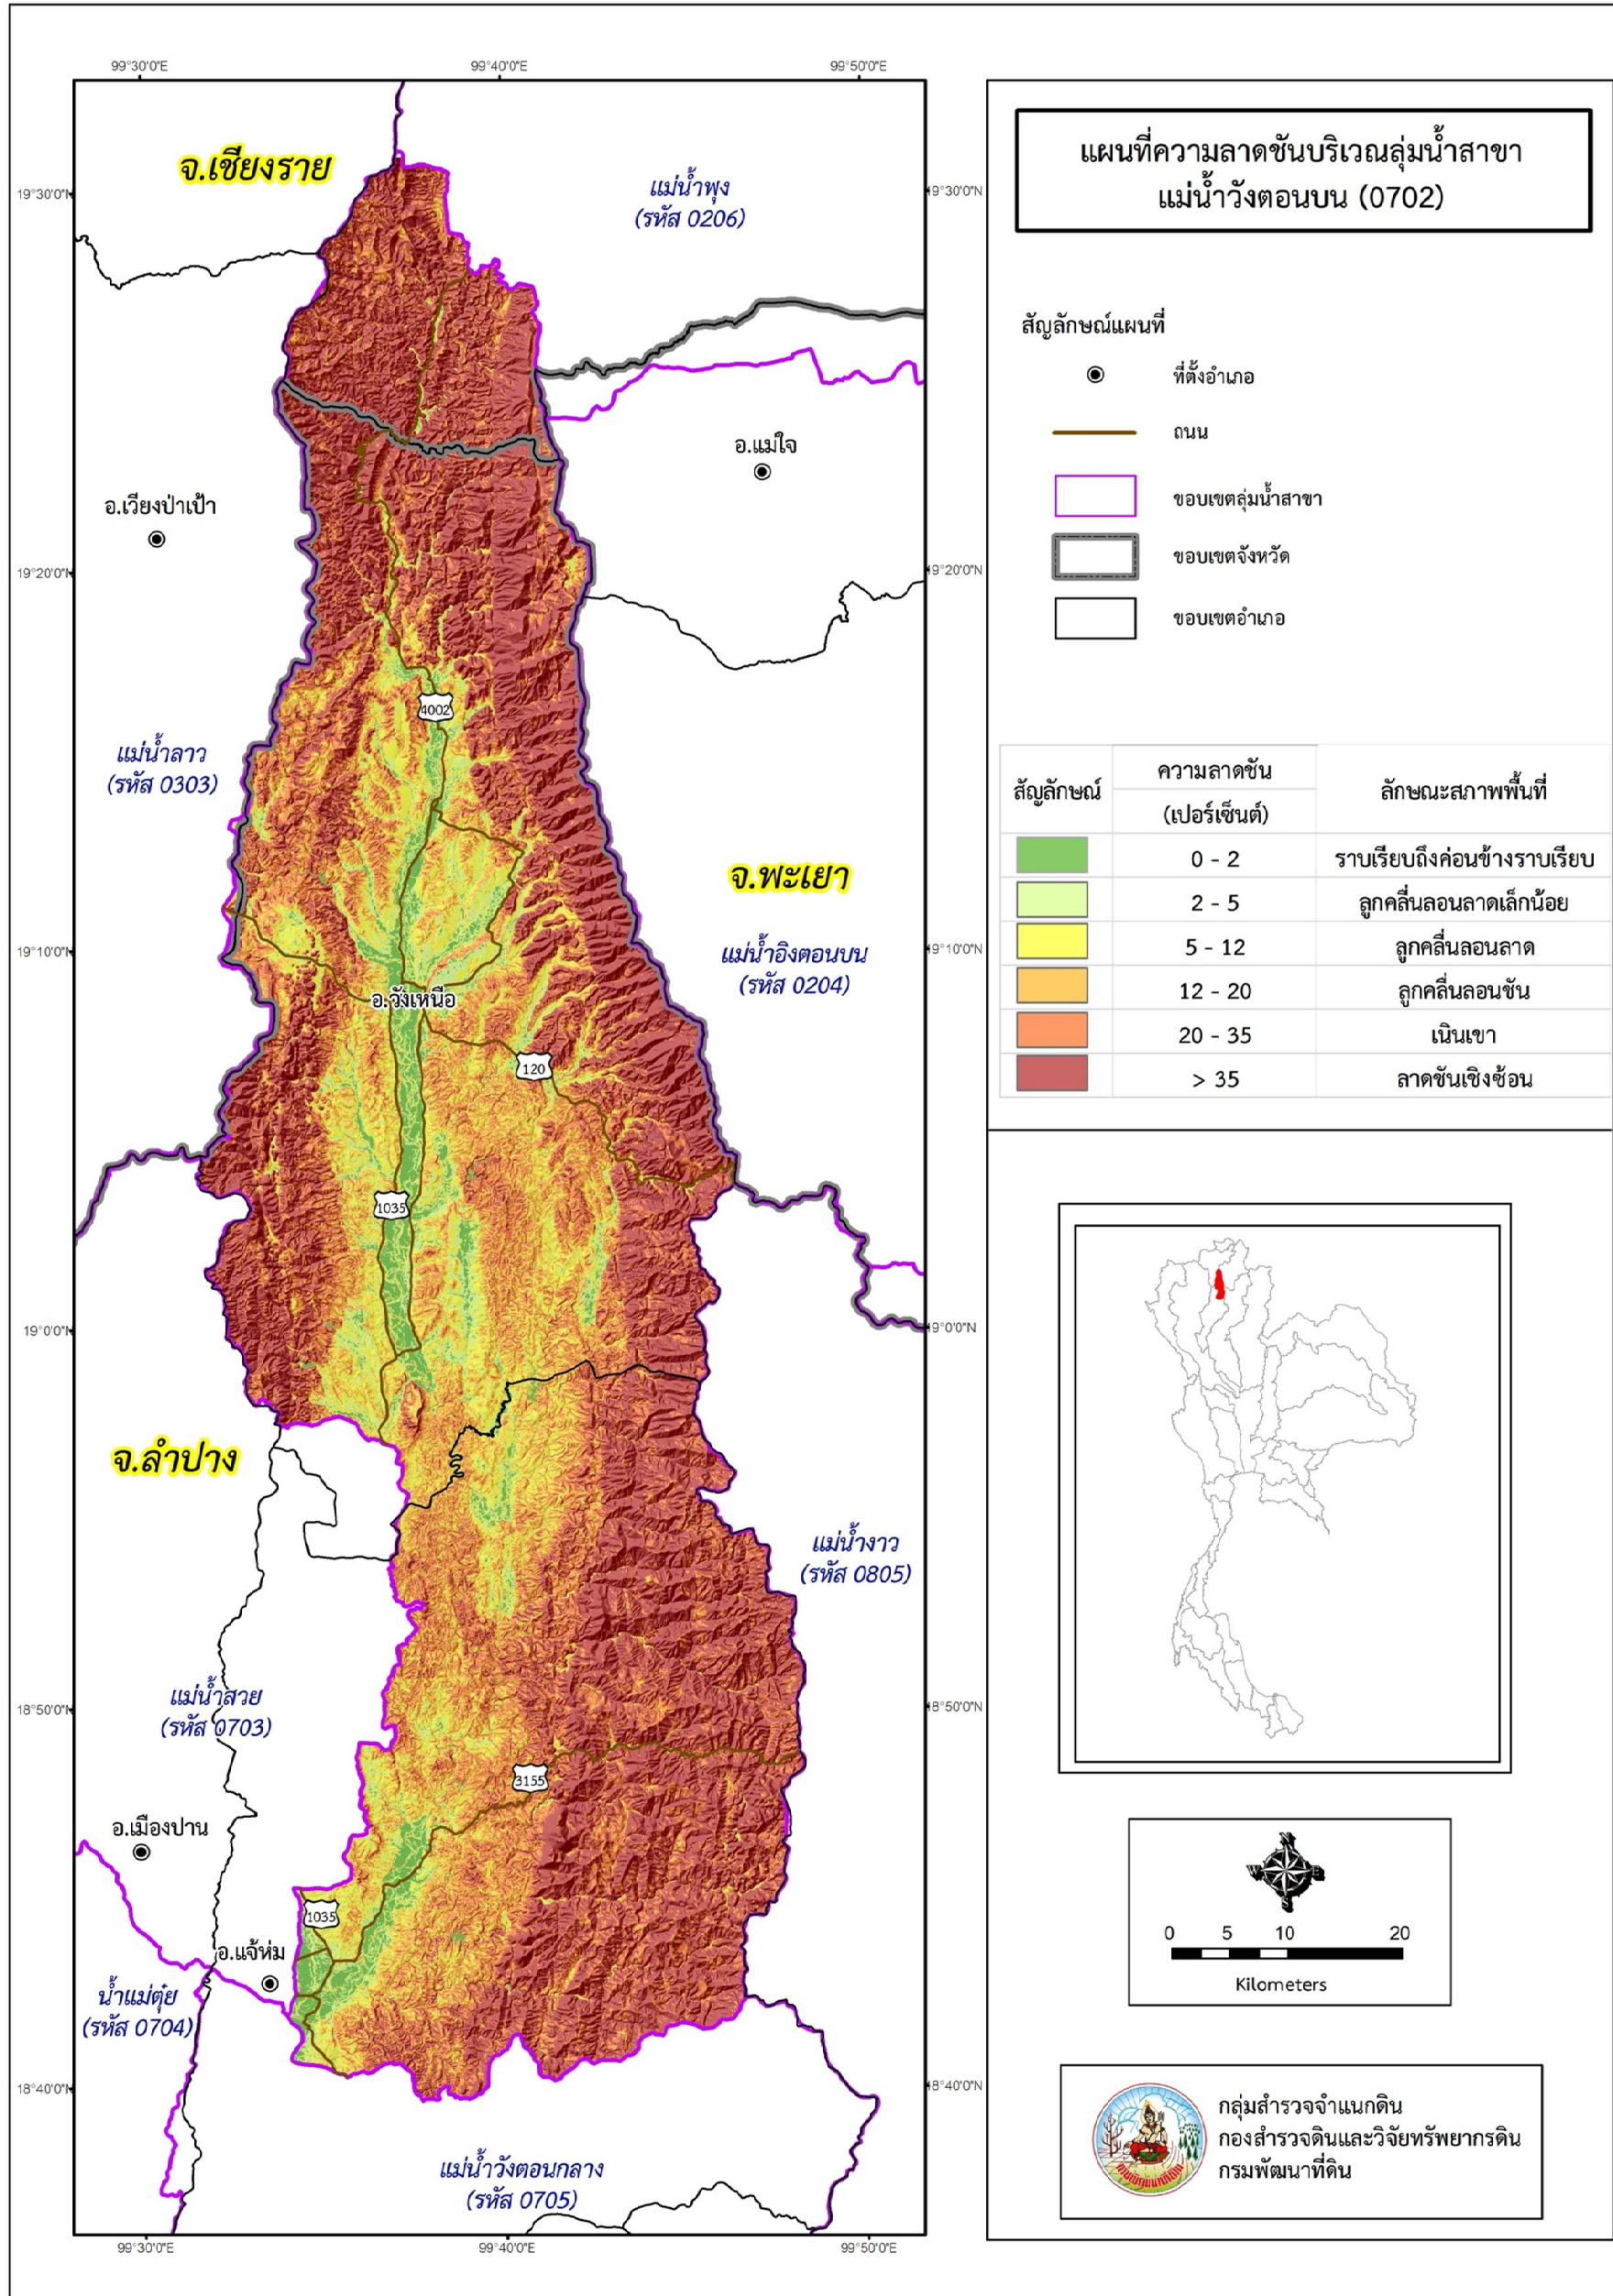 99°30'0"E
99°40'0"E
99°50'0"E
19°30'0"N
19°20'0"N
19°10'0"N
19°0'0"N
18°50'0"N
18°40'0"N
จ.เชียงราย
แม่น้ำพุง
(รหัส 0206)
อ.แม่ใจ
อ.เวียงป่าเป้า
4002
แม่น้ำลาว
(รหัส 0303)
จ.พะเยา
แม่น้ำอิงตอนบน
(รหัส 0204)
อ.วังเหนือ
120
1035
จ.ลำปาง
แม่น้ำงาว
(รหัส 0805)
แม่น้ำสวย
(รหัส 0703)
3155
อ.เมืองปาน
1035
อ.แจ้ห่ม
น้ำแม่ตุ๋ย
(รหัส 0704)
แม่น้ำวังตอนกลาง
(รหัส 0705)
19°30'0"N
19°20'0"N
19°10'0"N
19°0'0"N
18°50'0"N
18°40'0"N
99°30'0"E
99°40'0"E
99°50'0"E
แผนที่ความลาดชันบริเวณลุ่มน้ำสาขา
แม่น้ำวังตอนบน (0702)
สัญลักษณ์แผนที่
ที่ตั้งอำเภอ
ถนน
ขอบเขตลุ่มน้ำสาขา
ขอบเขตจังหวัด
ขอบเขตอำเภอ
สัญลักษณ์ ความลาดชัน (เปอร์เซ็นต์) ลักษณะสภาพพื้นที่
0 - 2 ราบเรียบถึงค่อนข้างราบเรียบ
2 - 5 ลูกคลื่นลอนลาดเล็กน้อย
5 - 12 ลูกคลื่นลอนลาด
12 - 20 ลูกคลื่นลอนชัน
20 - 35 เนินเขา
> 35 ลาดชันเชิงซ้อน
N
W E
S
0 5 10 20
Kilometers
กลุ่มสำรวจจำแนกดิน
กองสำรวจดินและวิจัยทรัพยากรดิน
กรมพัฒนาที่ดิน
กรมพัฒนาที่ดิน